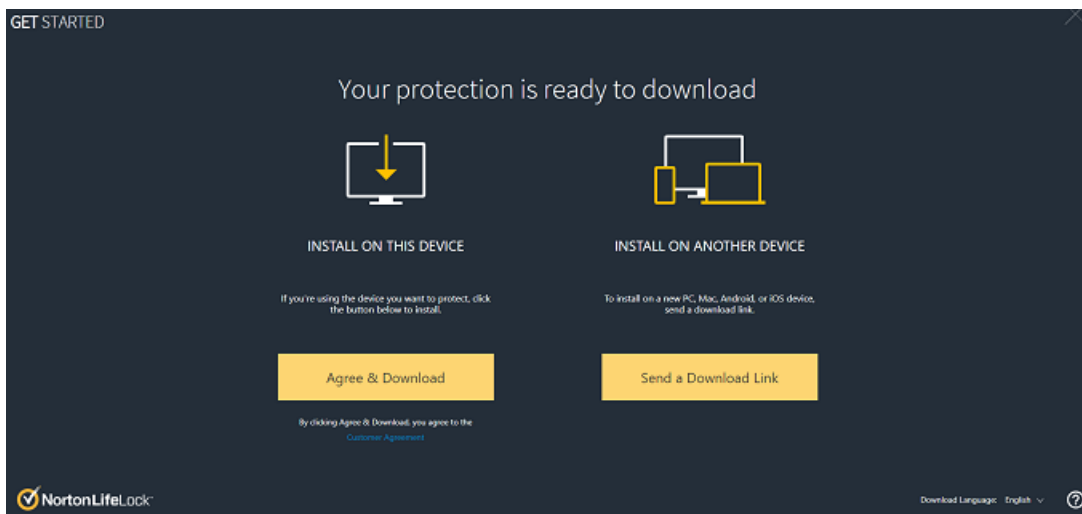 GET STARTED
Your protection is ready to download
INSTALL ON THIS DEVICE
If you're using the device you want to protect, click
the button below to install.
Agree & Download
By clicking Agree & Download, you agree to the
Customer Agreement
INSTALL ON ANOTHER DEVICE
To install on a new PC, Mac, Android, or iOS device,
send a download link.
Send a Download Link
NortonLifeLock
Download Language: English